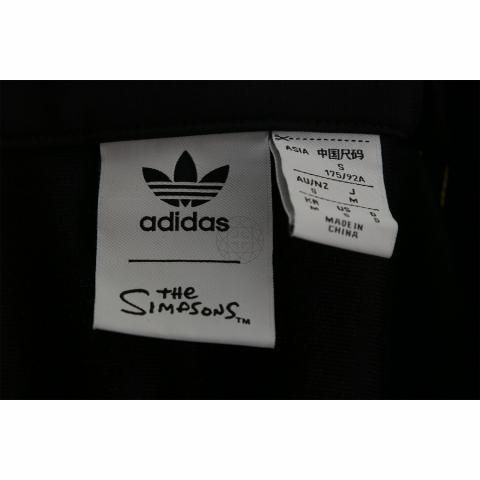 adidas
THE
SIMPSONS™
ASIA 中国尺码
S
175/92A
AU/NZ J
S M
KR US D
M S S
MADE IN
CHINA